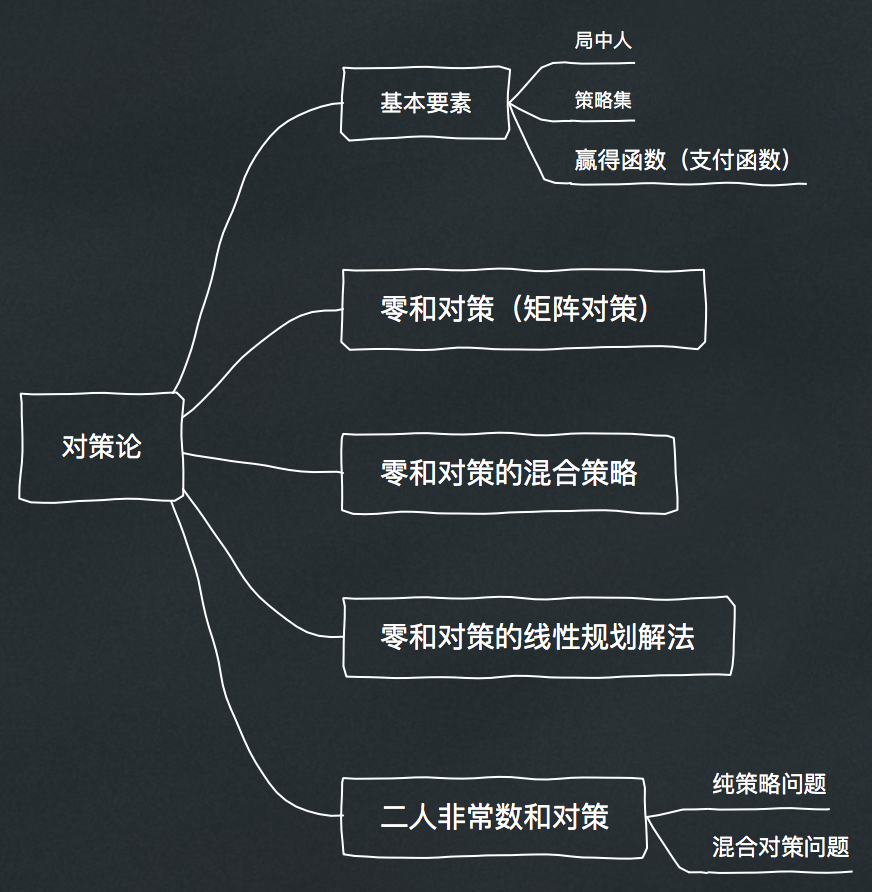 局中人
基本要素
策略集
赢得函数（支付函数）
零和对策（矩阵对策）
对策论
零和对策的混合策略
零和对策的线性规划解法
纯策略问题
二人非常数和对策
混合对策问题